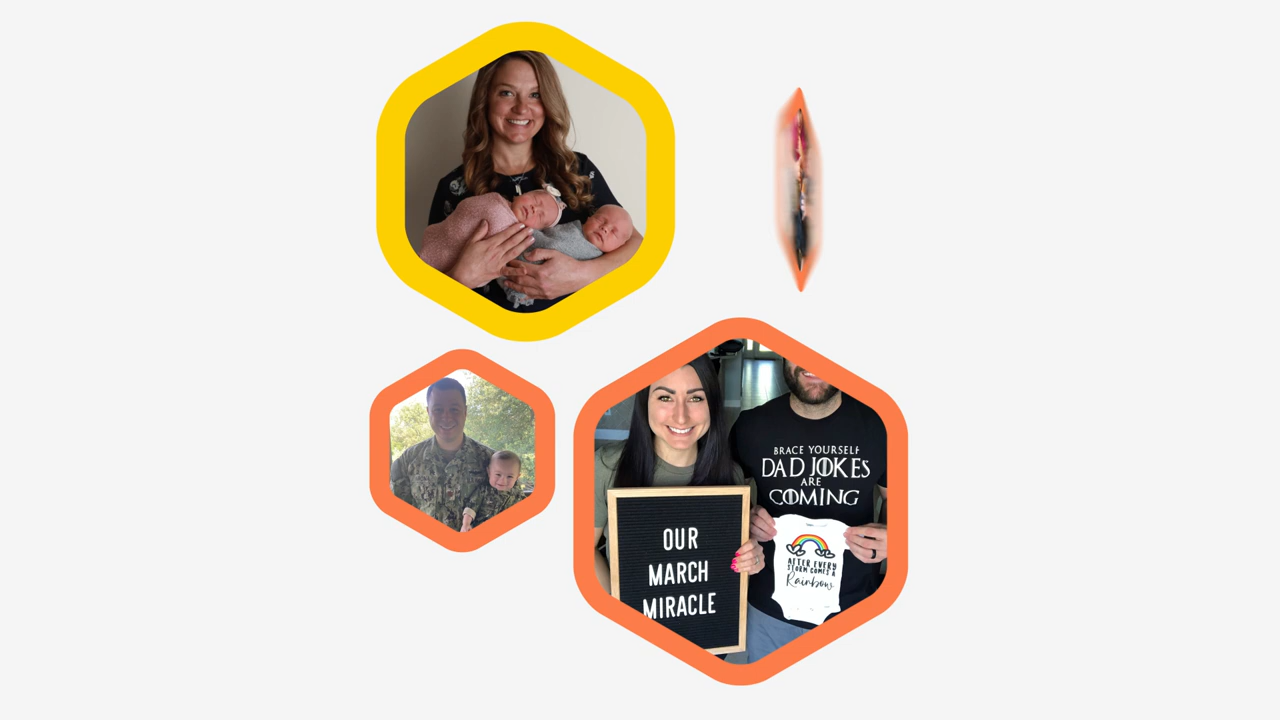 OUR
MARCH
MIRACLE
BRACE YOURSELF
DAD JOKES
ARE
COMING
AFTER EVERY
STORM COMES A
Rainbow